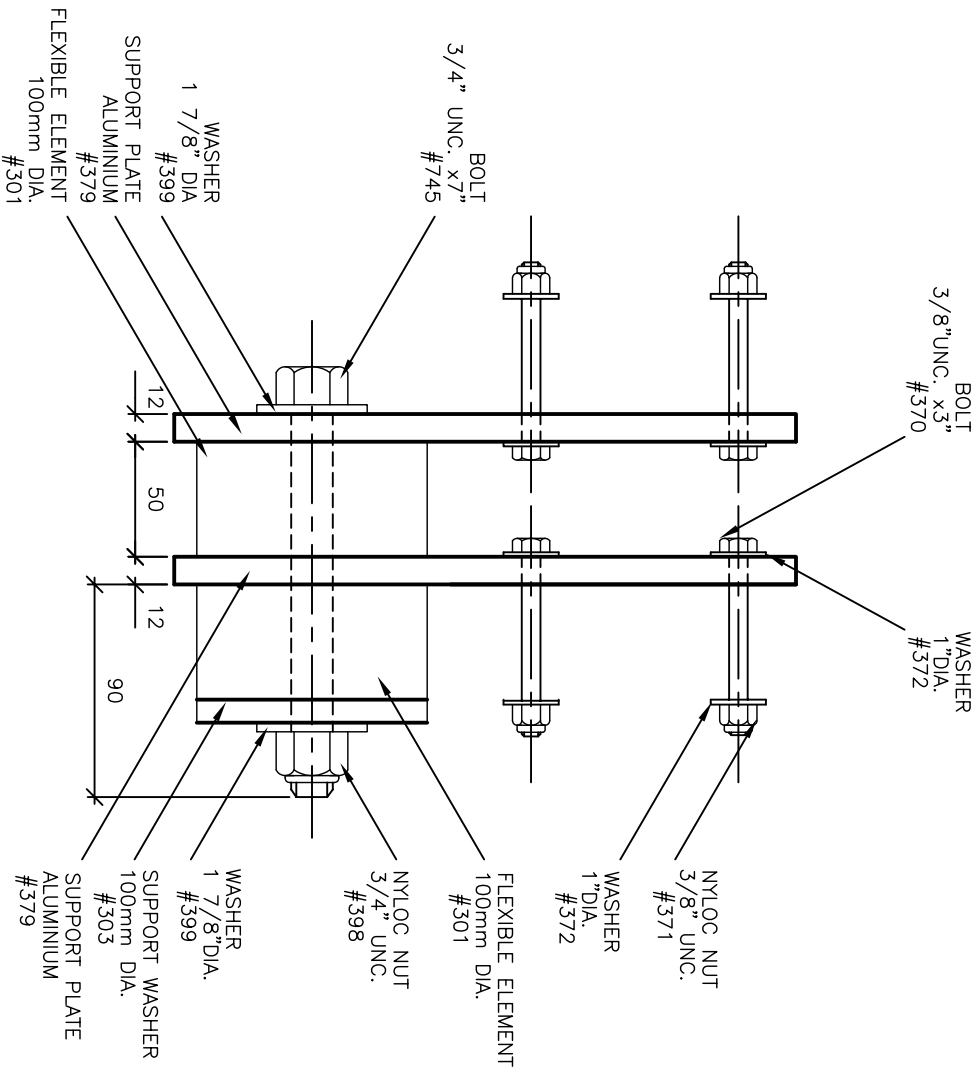 BOLT
3/8"UNC. x3"
#370
WASHER
1"DIA.
#372
NYLOC NUT
3/8" UNC.
#371
WASHER
1"DIA.
#372
BOLT
3/4" UNC. x7"
#745
FLEXIBLE ELEMENT
100mm DIA.
#301
NYLOC NUT
3/4" UNC.
#398
WASHER
1 7/8" DIA
#399
WASHER
1 7/8"DIA.
#399
SUPPORT PLATE
ALUMINIUM
#379
SUPPORT WASHER
100mm DIA.
#303
FLEXIBLE ELEMENT
100mm DIA.
#301
SUPPORT PLATE
ALUMINIUM
#379
12
50
12
90